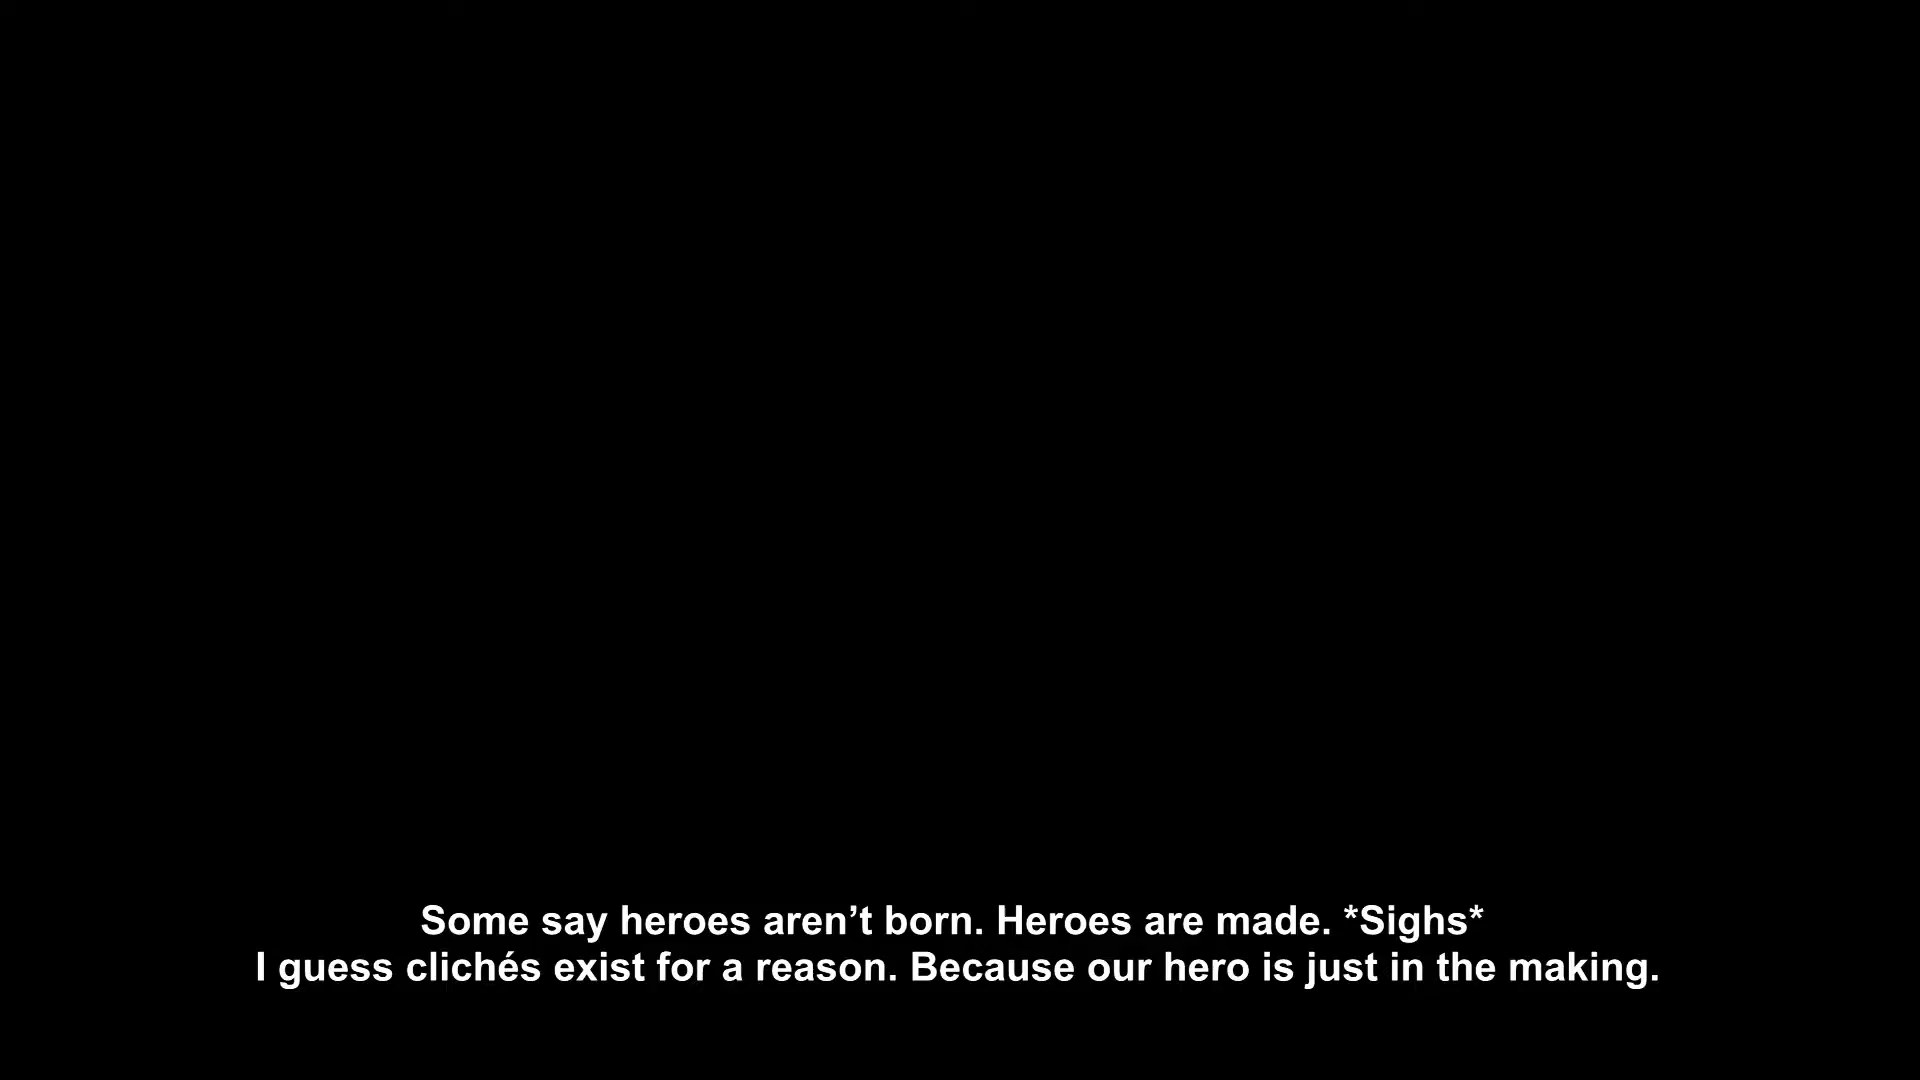 Some say heroes aren’t born. Heroes are made. *Sighs*
I guess clichés exist for a reason. Because our hero is just in the making.